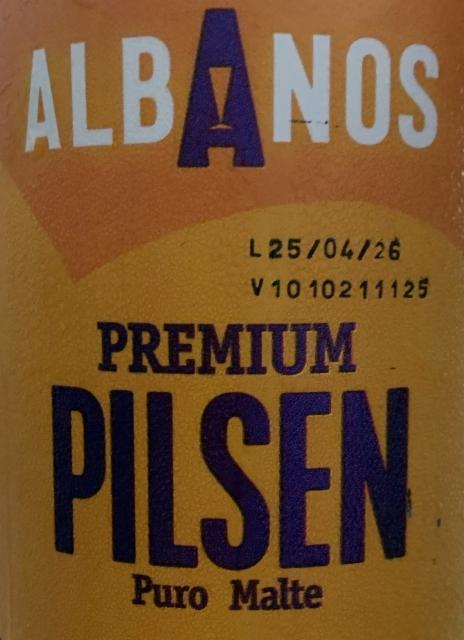 ALBANOS
L25/04/26
V1010211125
PREMIUM
PILSEN
Puro Malte